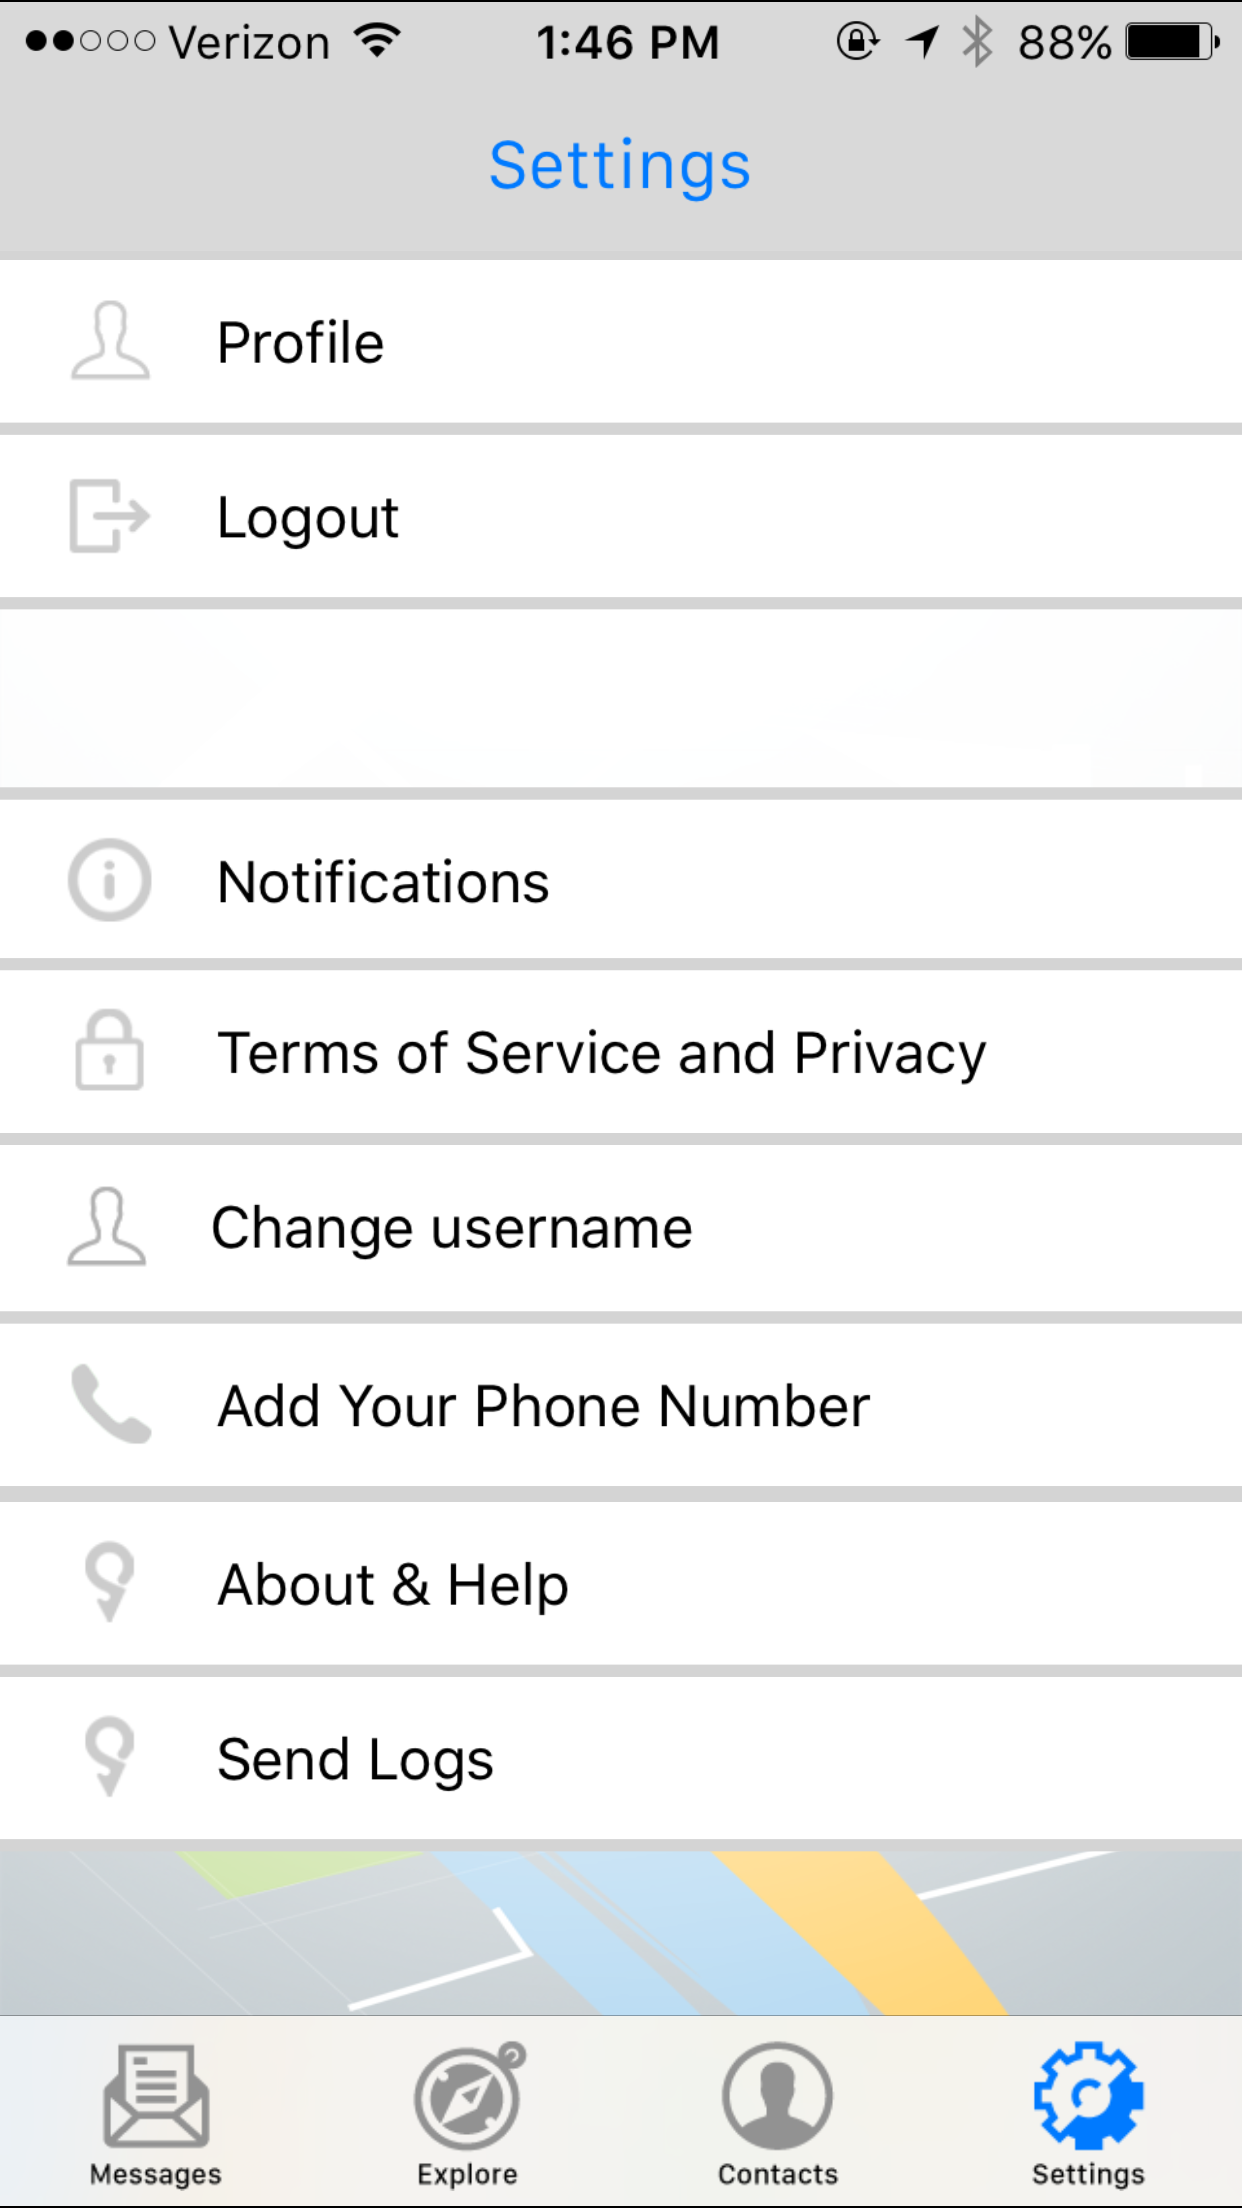 Verizon 1:46 PM 88%
Settings
Profile
Logout
Notifications
Terms of Service and Privacy
Change username
Add Your Phone Number
About & Help
Send Logs
Messages Explore Contacts Settings